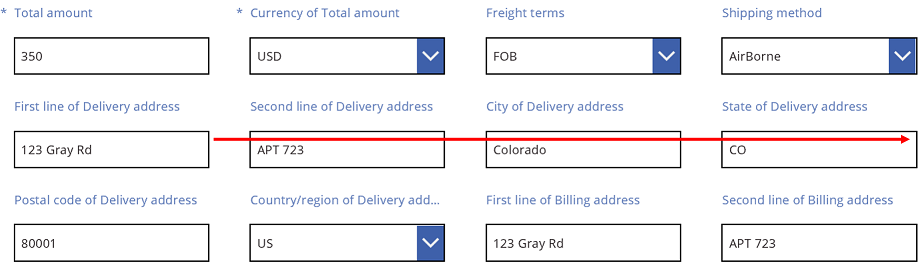 * Total amount * Currency of Total amount Freight terms Shipping method
350 USD FOB AirBorne
First line of Delivery address Second line of Delivery address City of Delivery address State of Delivery address
123 Gray Rd APT 723 Colorado CO
Postal code of Delivery address Country/region of Delivery add... First line of Billing address Second line of Billing address
80001 US 123 Gray Rd APT 723